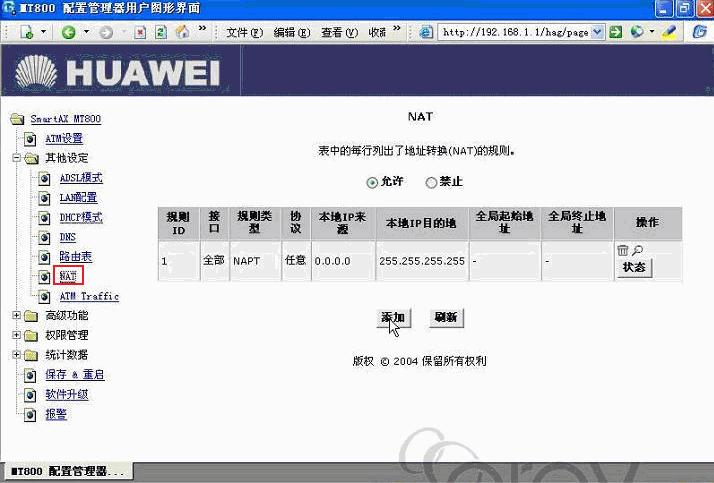 MT800 配置管理器用户图形界面
文件(F) 编辑(E) 查看(V) 收藏 » http://192.168.1.1/hag/page
HUAWEI
SmartAX MT800
ATM设置
其他设定
ADSL模式
LAN配置
DHCP模式
DNS
路由表
NAT
ATM Traffic
高级功能
权限管理
统计数据
保存 & 重启
软件升级
报警
NAT
表中的每行列出了地址转换(NAT)的规则。
允许 禁止
规则ID 接口 规则类型 协议 本地IP来源 本地IP目的地 全局起始地址 全局终止地址 操作
1 全部 NAPT 任意 0.0.0.0 255.255.255.255 - - 状态
添加 刷新
版权 © 2004 保留所有权利
MT800 配置管理器...